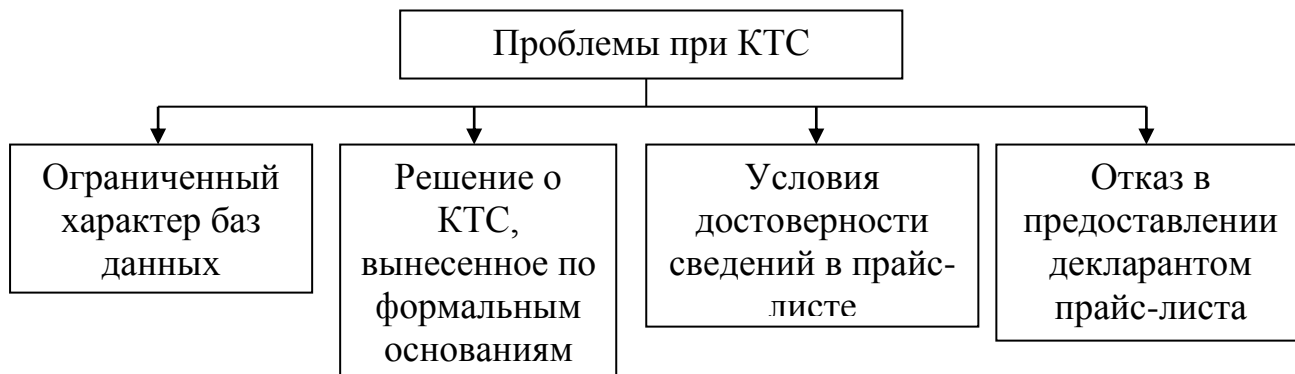 Проблемы при КТС
Ограниченный
характер баз
данных
Решение о
КТС,
вынесенное по
формальным
основаниям
Условия
достоверности
сведений в прайс-
листе
Отказ в
предоставлении
декларантом
прайс-листа